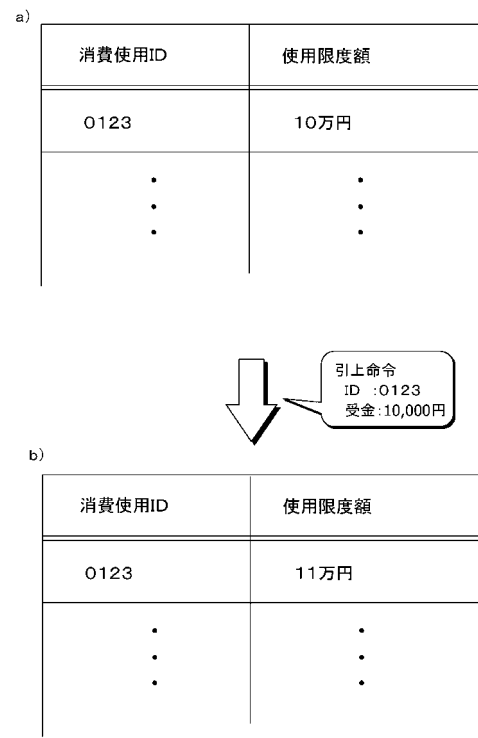 a)
消費使用ID 使用限度額
0123 10万円
引上命令
ID :0123
受金:10,000円
b)
消費使用ID 使用限度額
0123 11万円